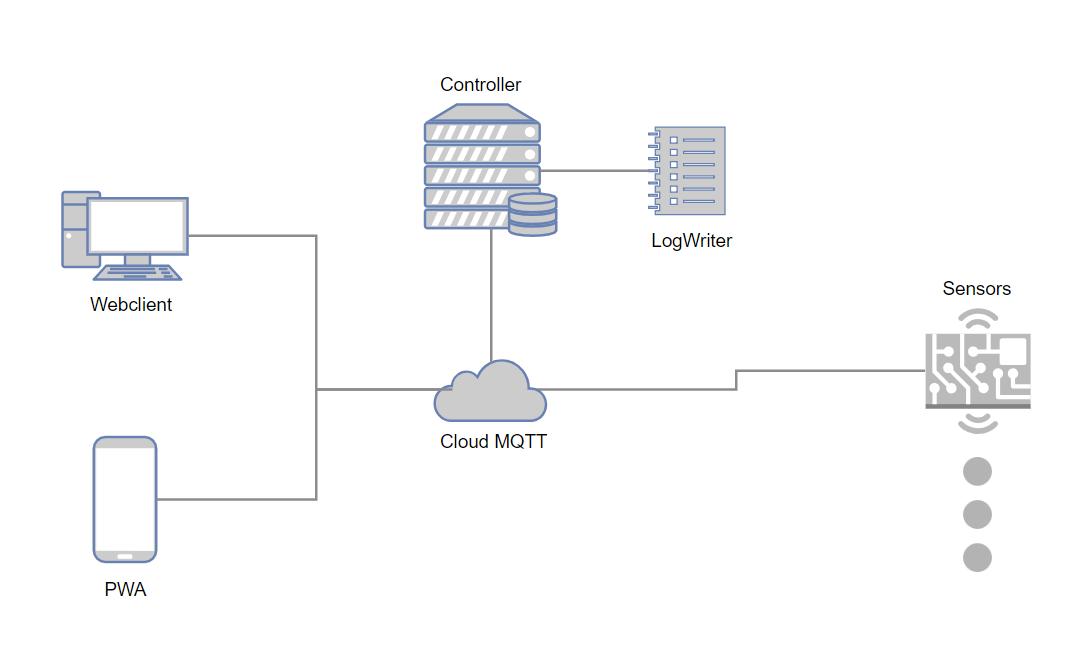 Controller
LogWriter
Webclient
Sensors
Cloud MQTT
PWA